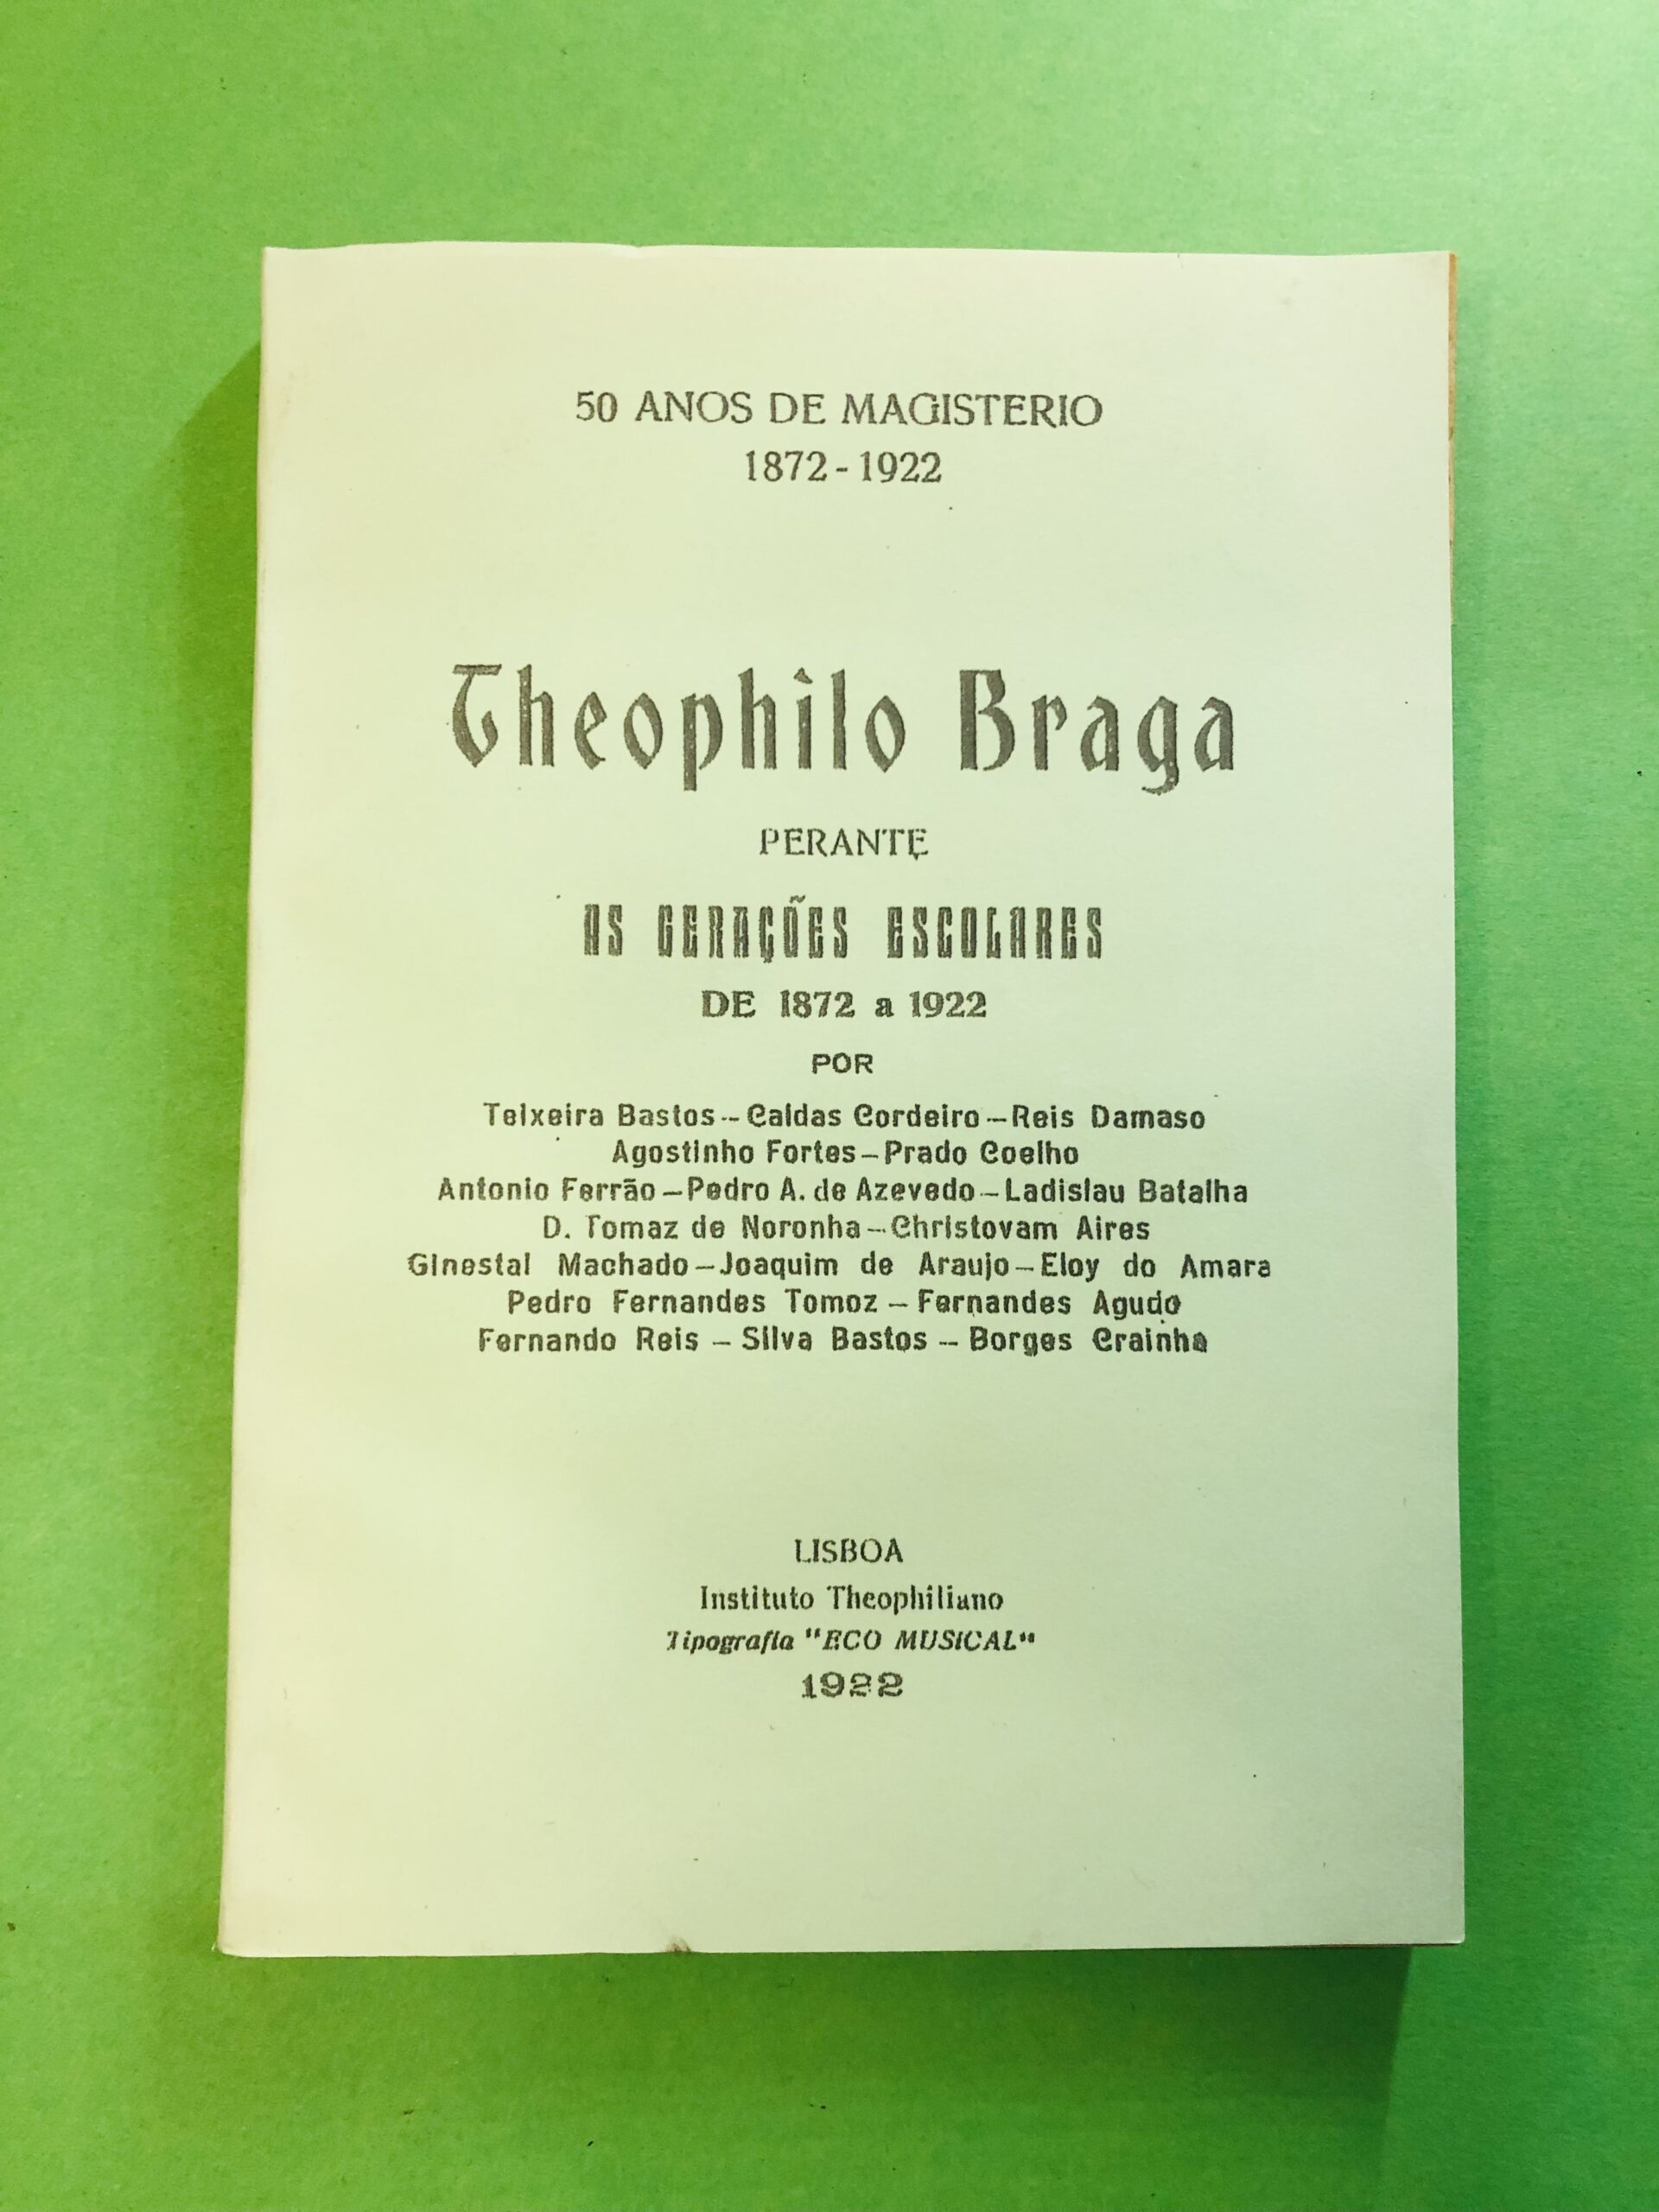 50 ANOS DE MAGISTERIO
1872-1922
Theophilo Braga
PERANTE
AS GERAÇÕES ESCOLARES
DE 1872 a 1922
POR
Teixeira Bastos--Caldas Cordeiro—Reis Damaso
Agostinho Fortes—Prado Coelho
Antonio Ferrão—Pedro A. de Azevedo—Ladislau Batalha
D. Tomaz de Noronha—Christovam Aires
Ginestal Machado—Joaquim de Araujo—Eloy do Amara
Pedro Fernandes Tomoz — Fernandes Agudo
Fernando Reis — Silva Bastos — Borges Grainha
LISBOA
Instituto Theophiliano
Tipografia "ECO MUSICAL"
1922